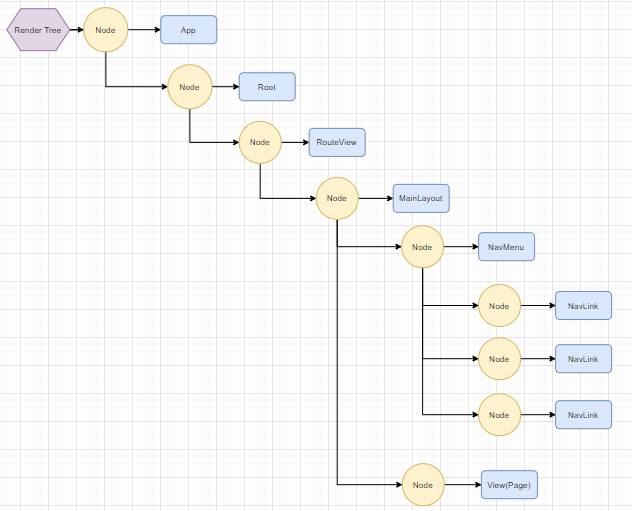 Render Tree
Node
App
Node
Root
Node
RouteView
Node
MainLayout
Node
NavMenu
Node
NavLink
Node
NavLink
Node
NavLink
Node
View(Page)